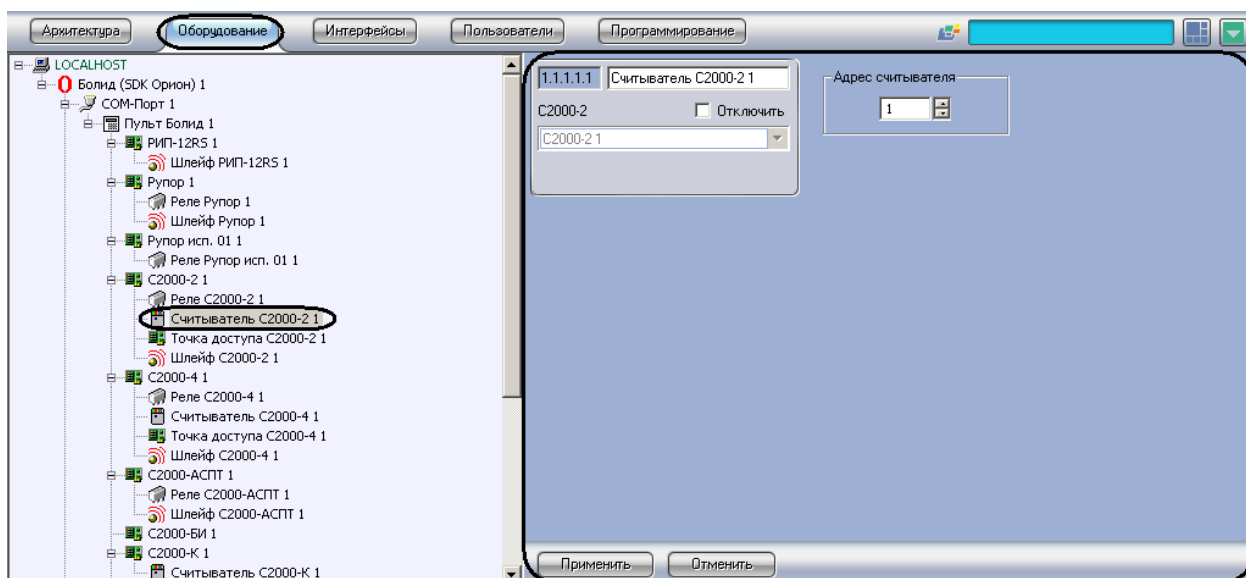 Архитектура Оборудование Интерфейсы Пользователи Программирование
LOCALHOST
Болид (SDK Орион) 1
COM-Порт 1
Пульт Болид 1
РИП-12RS 1
Шлейф РИП-12RS 1
Рупор 1
Реле Рупор 1
Шлейф Рупор 1
Рупор исп. 01 1
Реле Рупор исп. 01 1
С2000-2 1
Реле С2000-2 1
Считыватель С2000-2 1
Точка доступа С2000-2 1
Шлейф С2000-2 1
С2000-4 1
Реле С2000-4 1
Считыватель С2000-4 1
Точка доступа С2000-4 1
Шлейф С2000-4 1
С2000-АСПТ 1
Реле С2000-АСПТ 1
Шлейф С2000-АСПТ 1
С2000-БИ 1
С2000-К 1
Считыватель С2000-К 1
1.1.1.1.1 Считыватель С2000-2 1
С2000-2 Отключить
С2000-2 1
Адрес считывателя
1
Применить Отменить